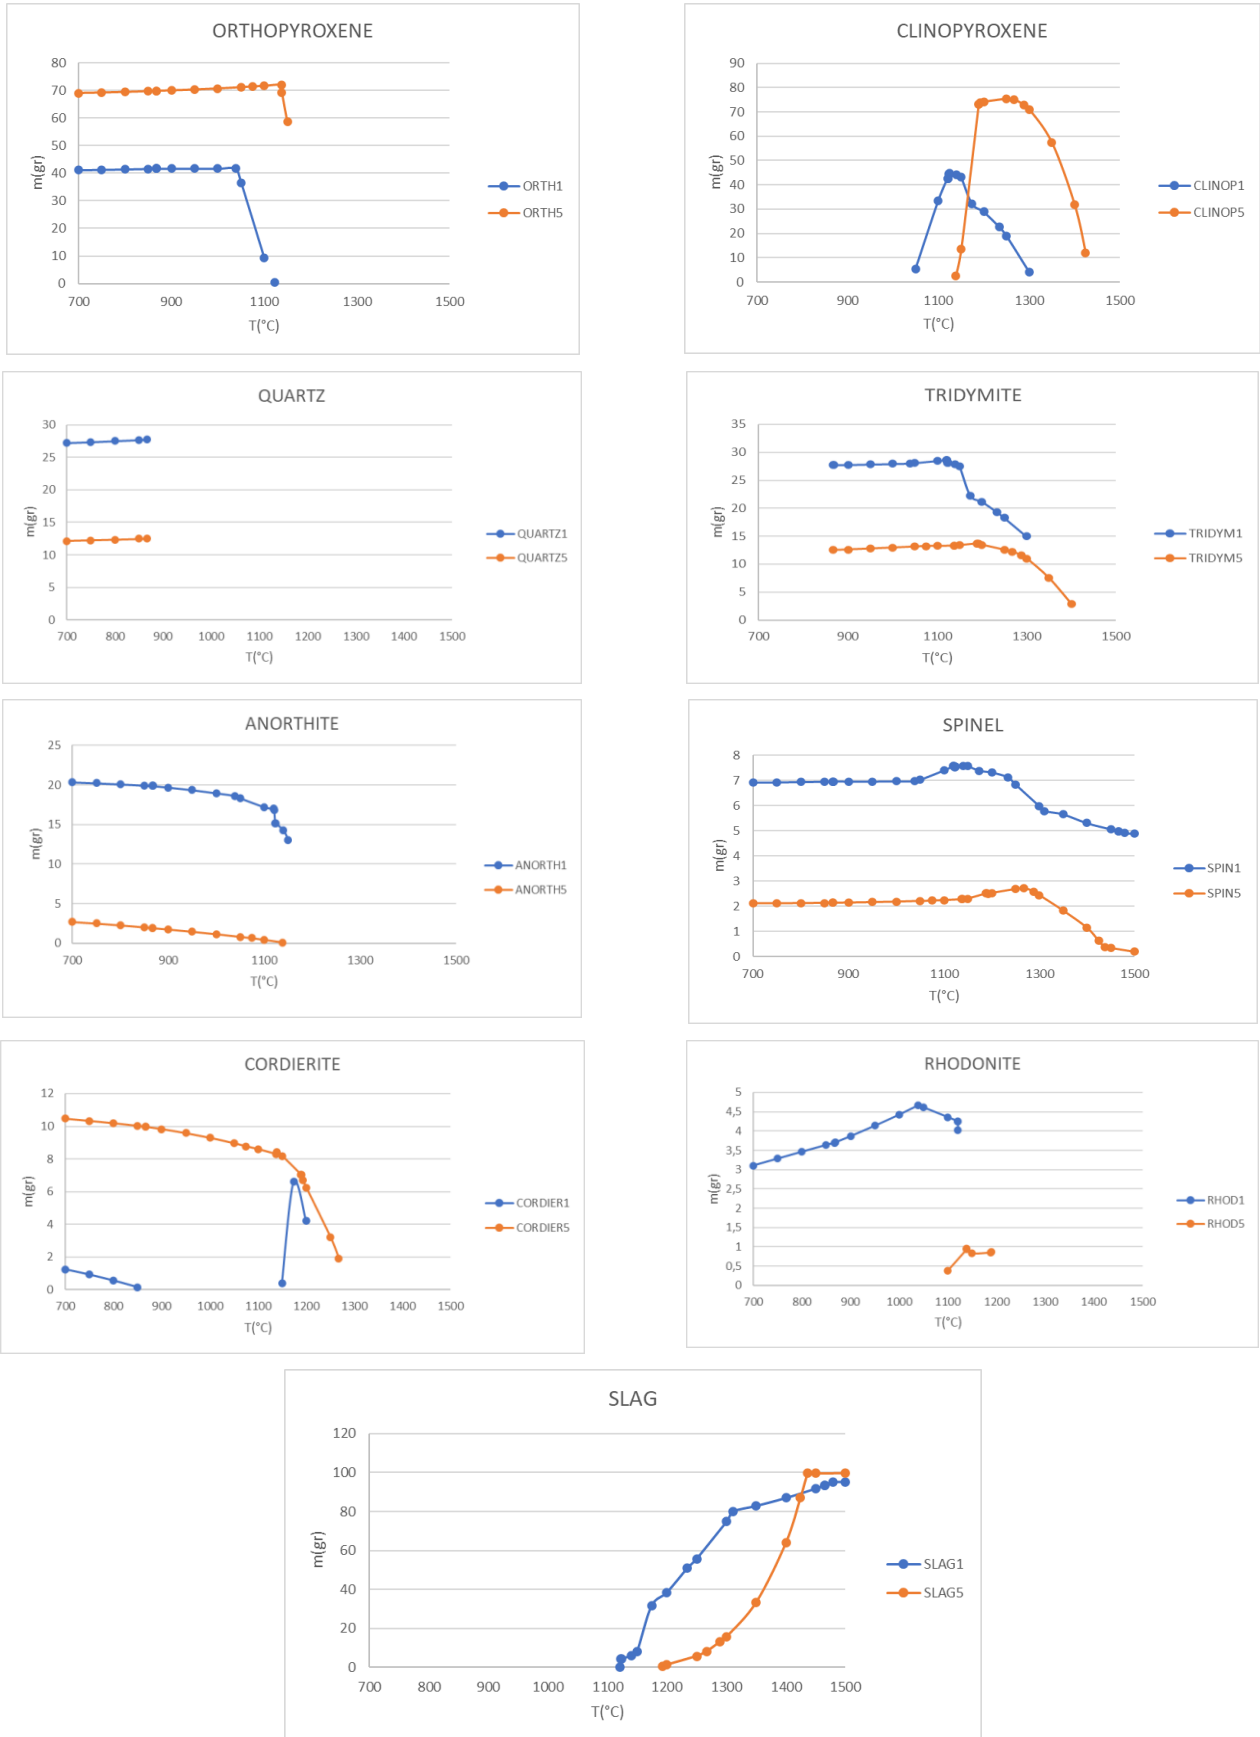 ORTHOPYROXENE
80
70
60
50
40
30
20
10
0
m(gr)
700 900 1100 1300 1500
T(°C)
ORTH1
ORTH5
CLINOPYROXENE
90
80
70
60
50
40
30
20
10
0
m(gr)
700 900 1100 1300 1500
T(°C)
CLINOP1
CLINOP5
QUARTZ
30
25
20
15
10
5
0
m(gr)
700 800 900 1000 1100 1200 1300 1400 1500
T(°C)
QUARTZ1
QUARTZ5
TRIDYMITE
35
30
25
20
15
10
5
0
m(gr)
700 900 1100 1300 1500
T(°C)
TRIDYM1
TRIDYM5
ANORTHITE
25
20
15
10
5
0
m(gr)
700 900 1100 1300 1500
T(°C)
ANORTH1
ANORTH5
SPINEL
8
7
6
5
4
3
2
1
0
m(gr)
700 900 1100 1300 1500
T(°C)
SPIN1
SPIN5
CORDIERITE
12
10
8
6
4
2
0
m(gr)
700 800 900 1000 1100 1200 1300 1400 1500
T(°C)
CORDIER1
CORDIER5
RHODONITE
5
4,5
4
3,5
3
2,5
2
1,5
1
0,5
0
m(gr)
700 800 900 1000 1100 1200 1300 1400 1500
T(°C)
RHOD1
RHOD5
SLAG
120
100
80
60
40
20
0
m(gr)
700 800 900 1000 1100 1200 1300 1400 1500
T(°C)
SLAG1
SLAG5